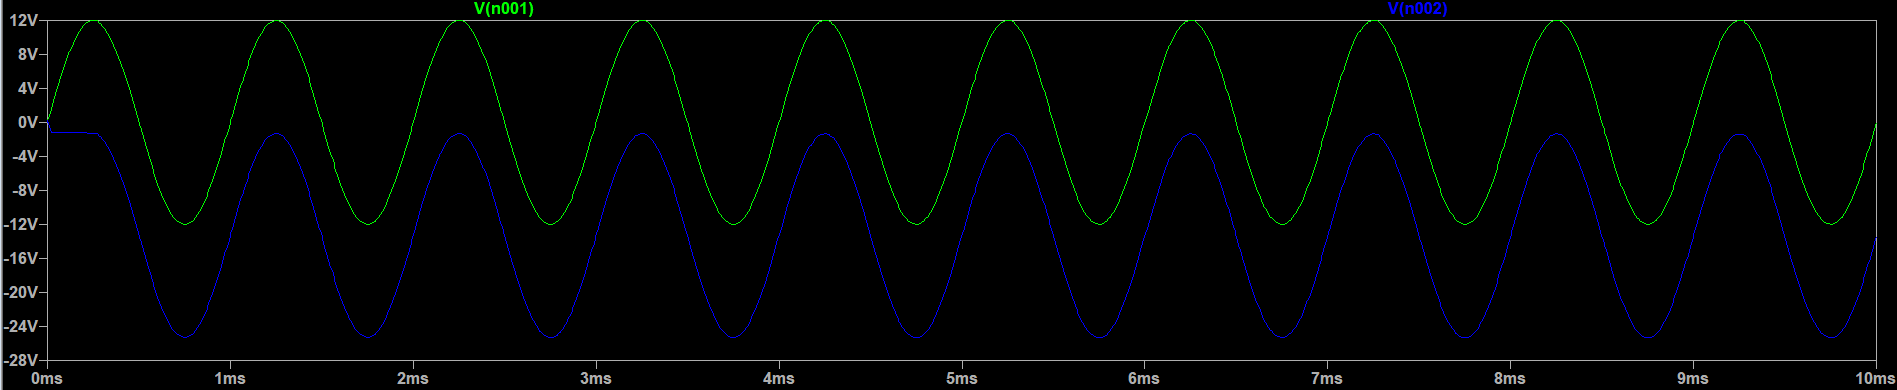 V(n001) V(n002)
12V
8V
4V
0V
-4V
-8V
-12V
-16V
-20V
-24V
-28V
0ms 1ms 2ms 3ms 4ms 5ms 6ms 7ms 8ms 9ms 10ms